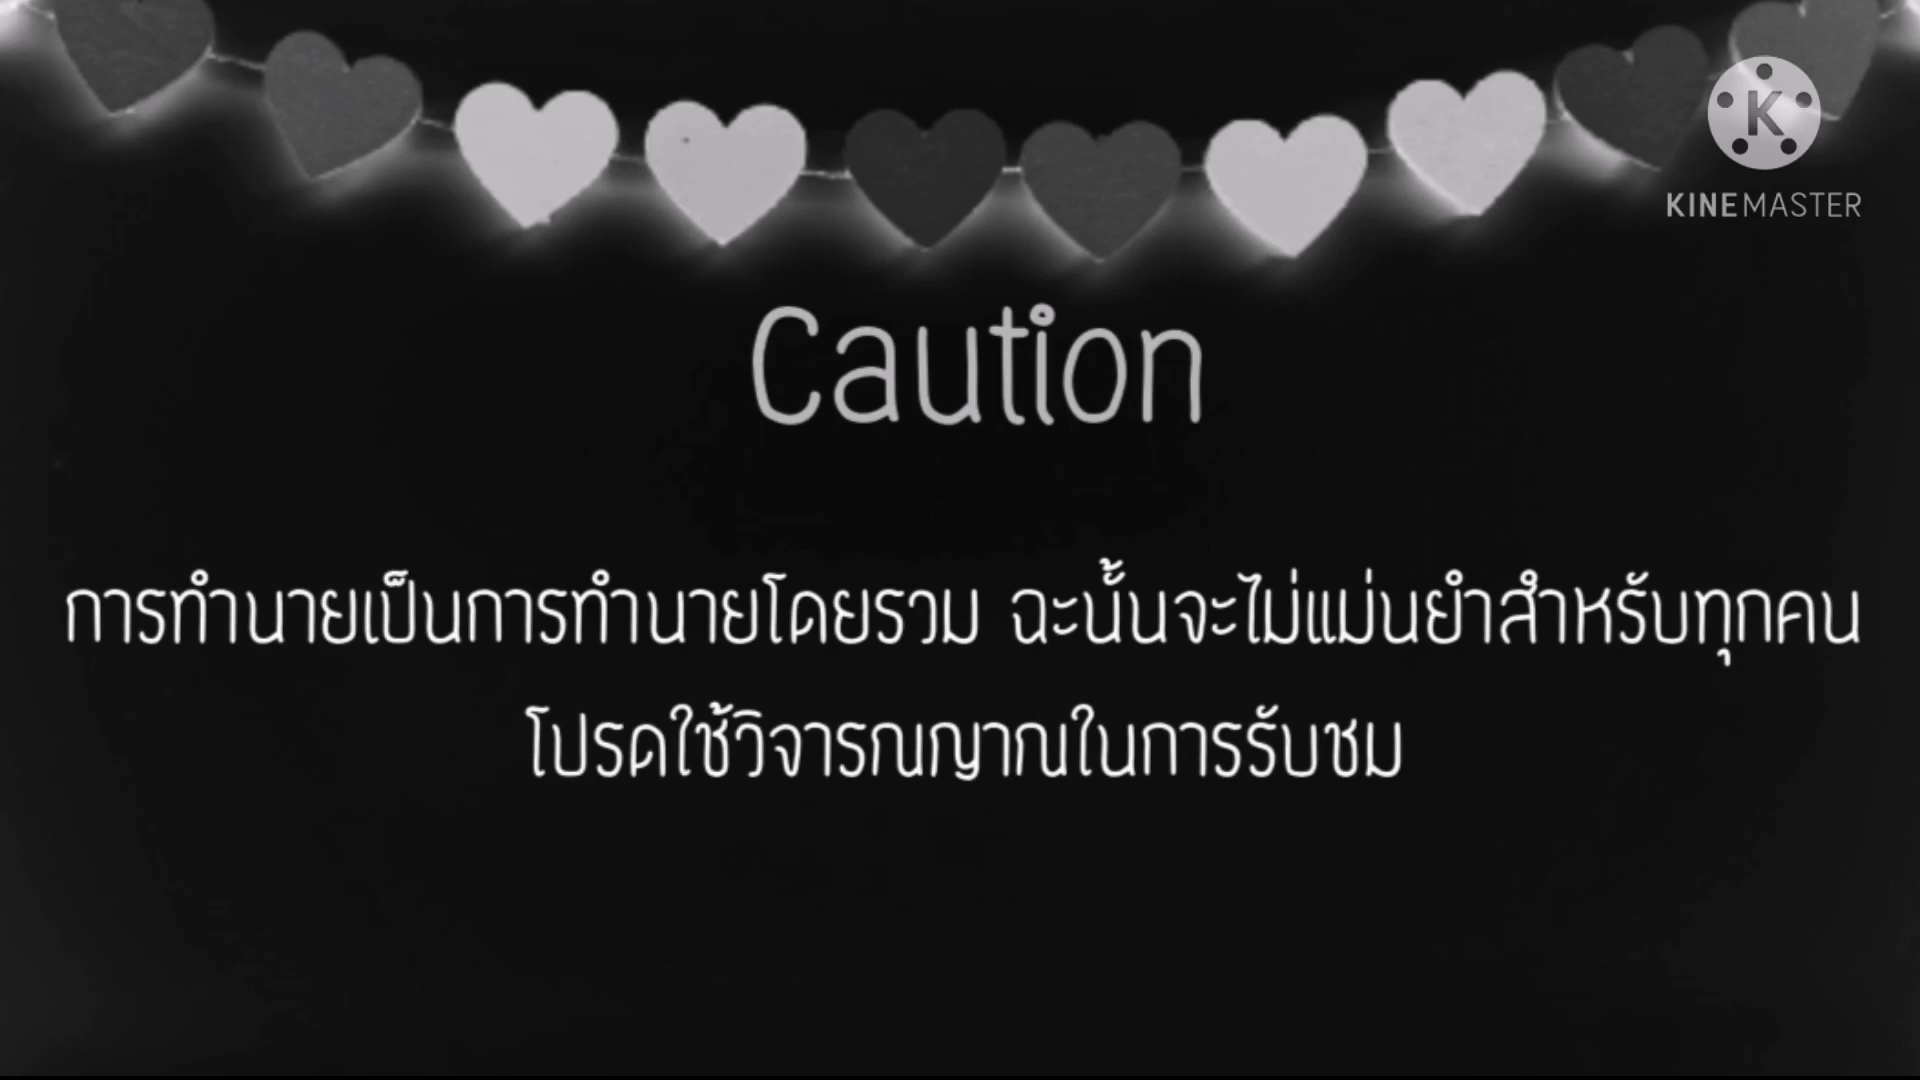 K
KINEMASTER
Caution
การทำนายเป็นการทำนายโดยรวม ฉะนั้นจะไม่แม่นยำสำหรับทุกคน
โปรดใช้วิจารณญาณในการรับชม